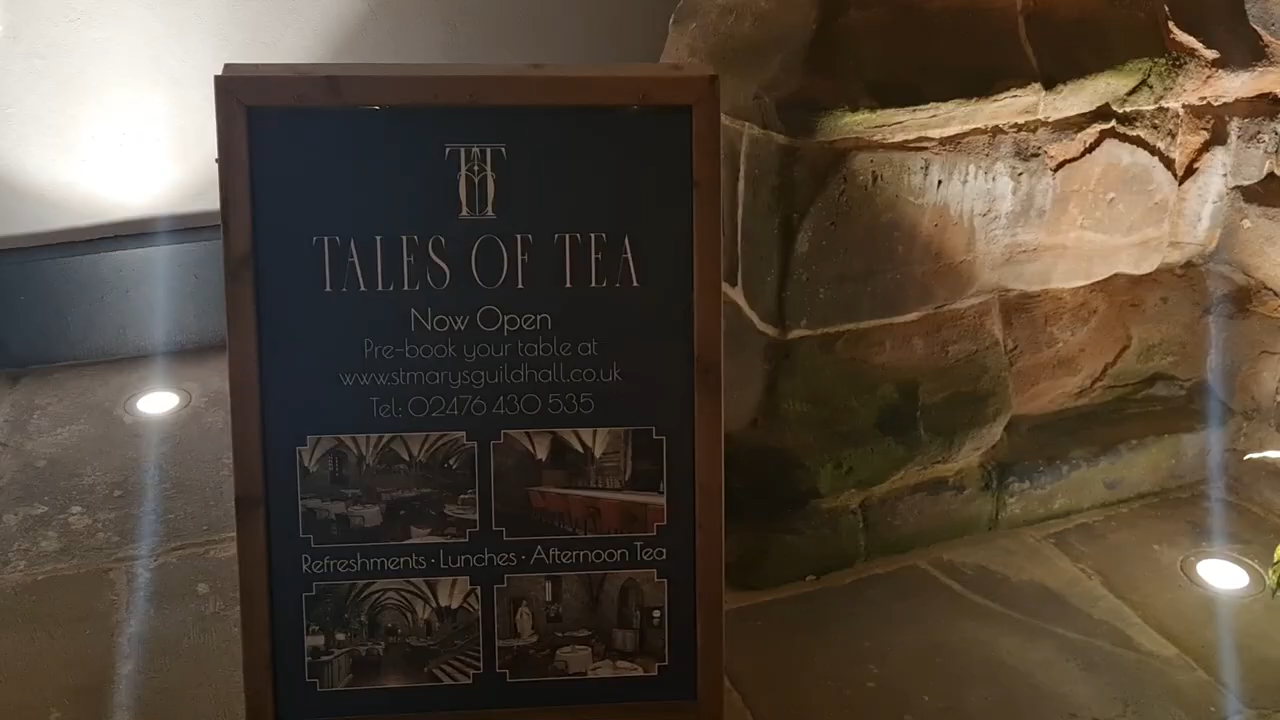 TALES OF TEA
Now Open
Pre-book your table at
www.stmarysguildhall.co.uk
Tel: 02476 430 535
Refreshments · Lunches · Afternoon Tea